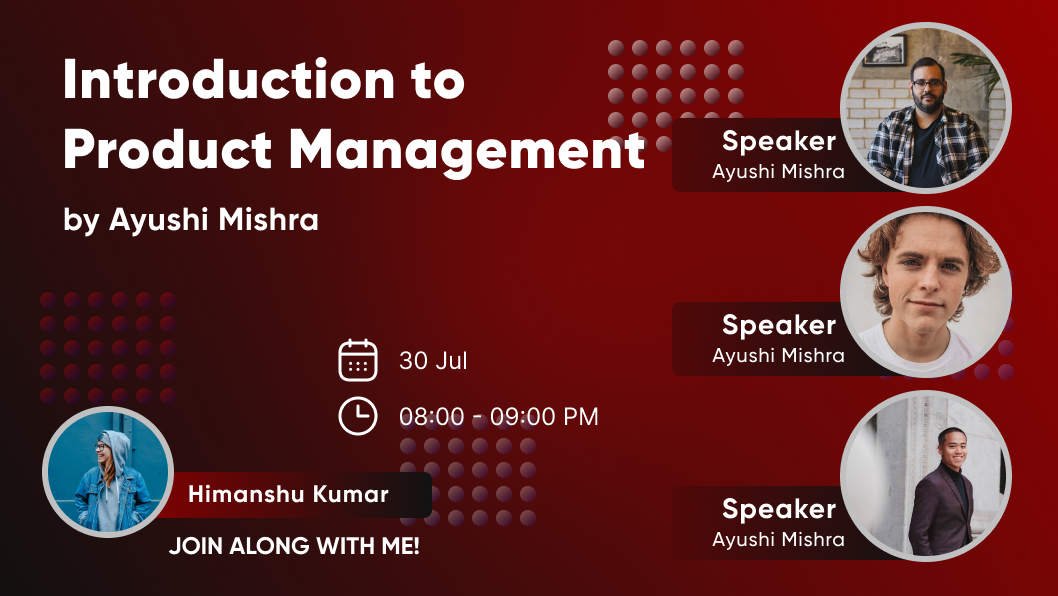 Introduction to
Product Management
by Ayushi Mishra
30 Jul
08:00 - 09:00 PM
Himanshu Kumar
JOIN ALONG WITH ME!
Speaker
Ayushi Mishra
Speaker
Ayushi Mishra
Speaker
Ayushi Mishra